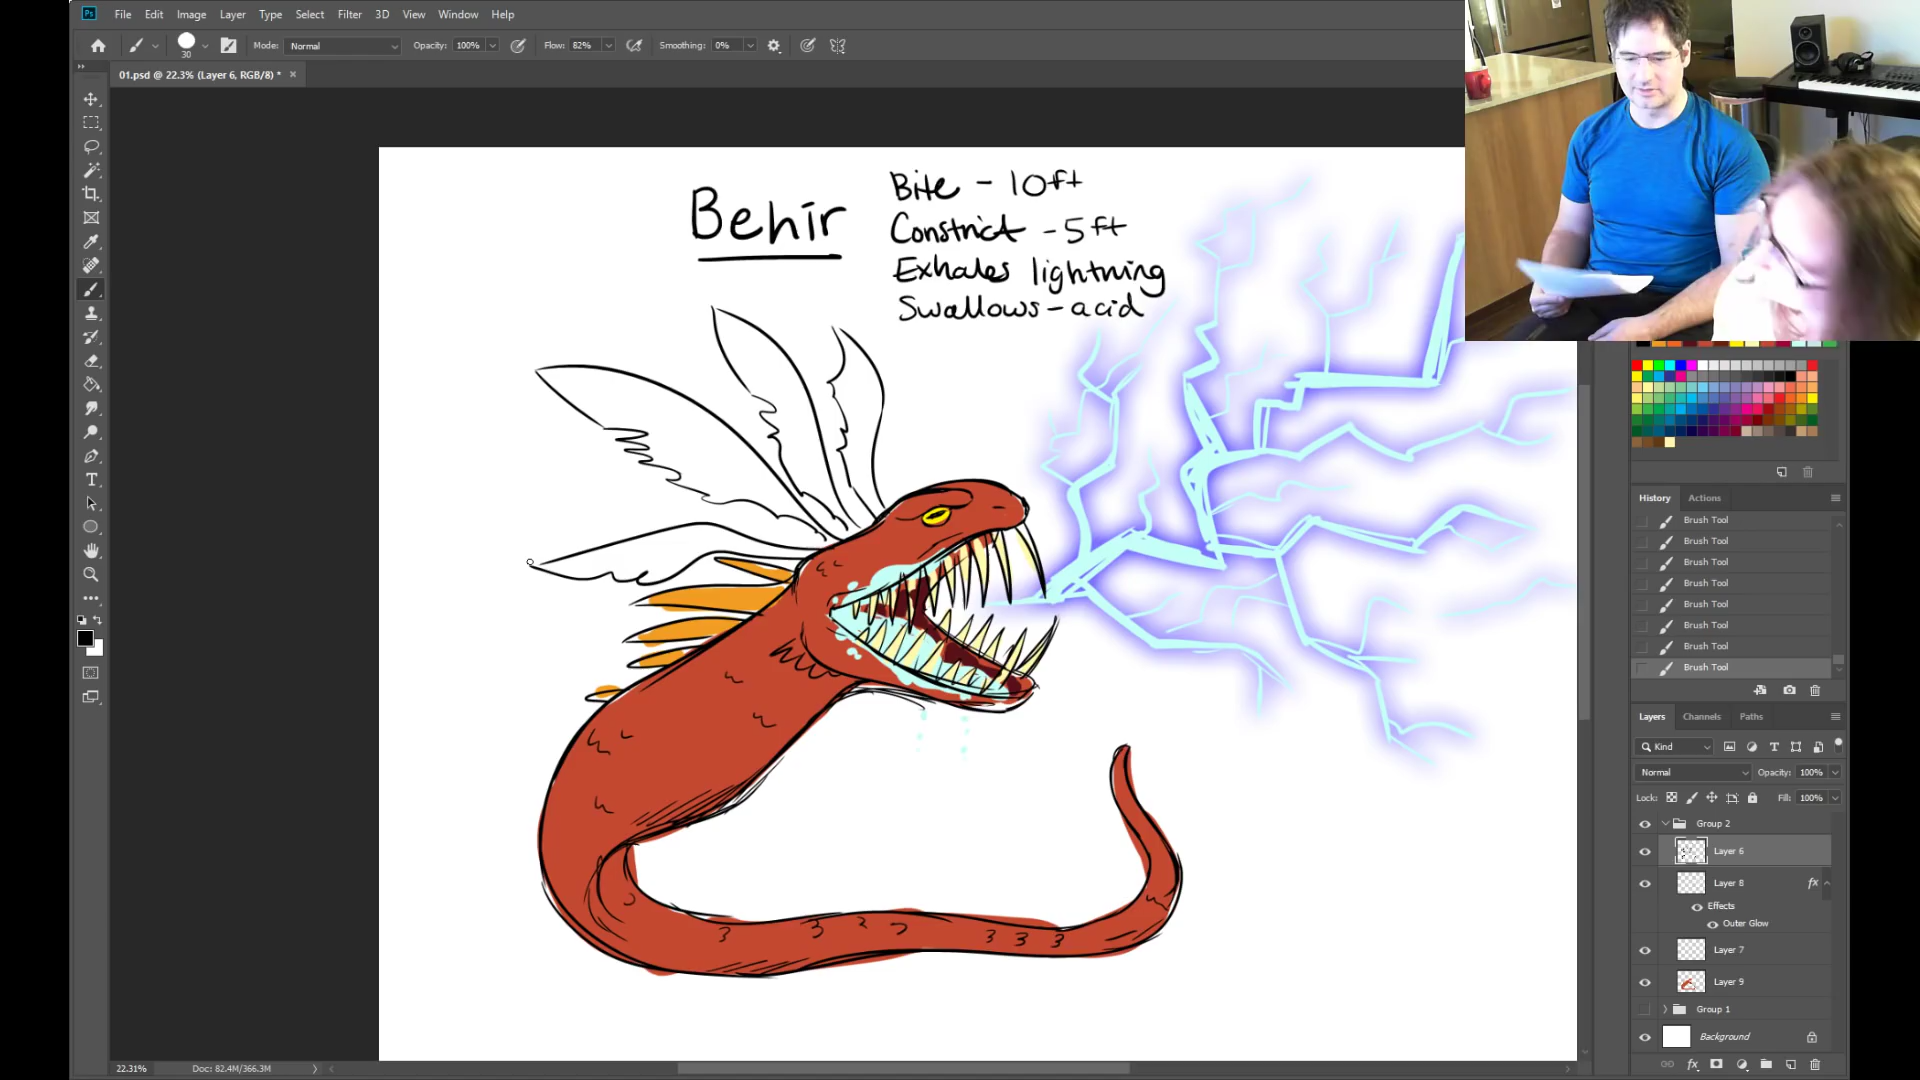 Ps File Edit Image Layer Type Select Filter 3D View Window Help
30 Mode: Normal Opacity: 100% Flow: 82% Smoothing: 0%
01.psd @ 22.3% (Layer 6, RGB/8) *
Behir
Bite - 10ft
Constrict - 5ft
Exhales lightning
Swallows - acid
History Actions
Brush Tool
Brush Tool
Brush Tool
Brush Tool
Brush Tool
Brush Tool
Brush Tool
Brush Tool
Layers Channels Paths
Kind
Normal Opacity: 100%
Lock: Fill: 100%
Group 2
Layer 6
Layer 8 fx
Effects
Outer Glow
Layer 7
Layer 9
Group 1
Background
22.31% Doc: 82.4M/366.3M